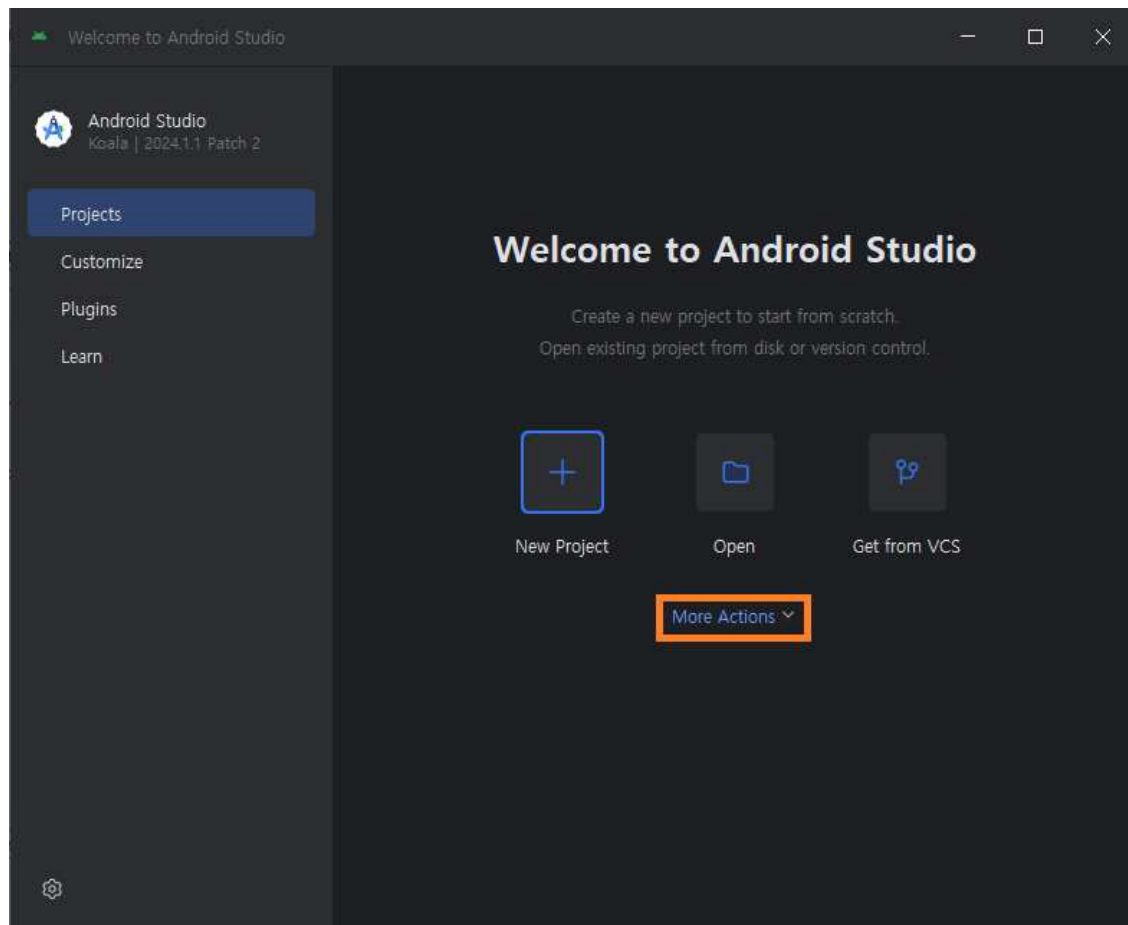 Welcome to Android Studio
Android Studio
Koala | 2024.1.1 Patch 2
Projects
Customize
Plugins
Learn
Welcome to Android Studio
Create a new project to start from scratch.
Open existing project from disk or version control.
New Project
Open
Get from VCS
More Actions